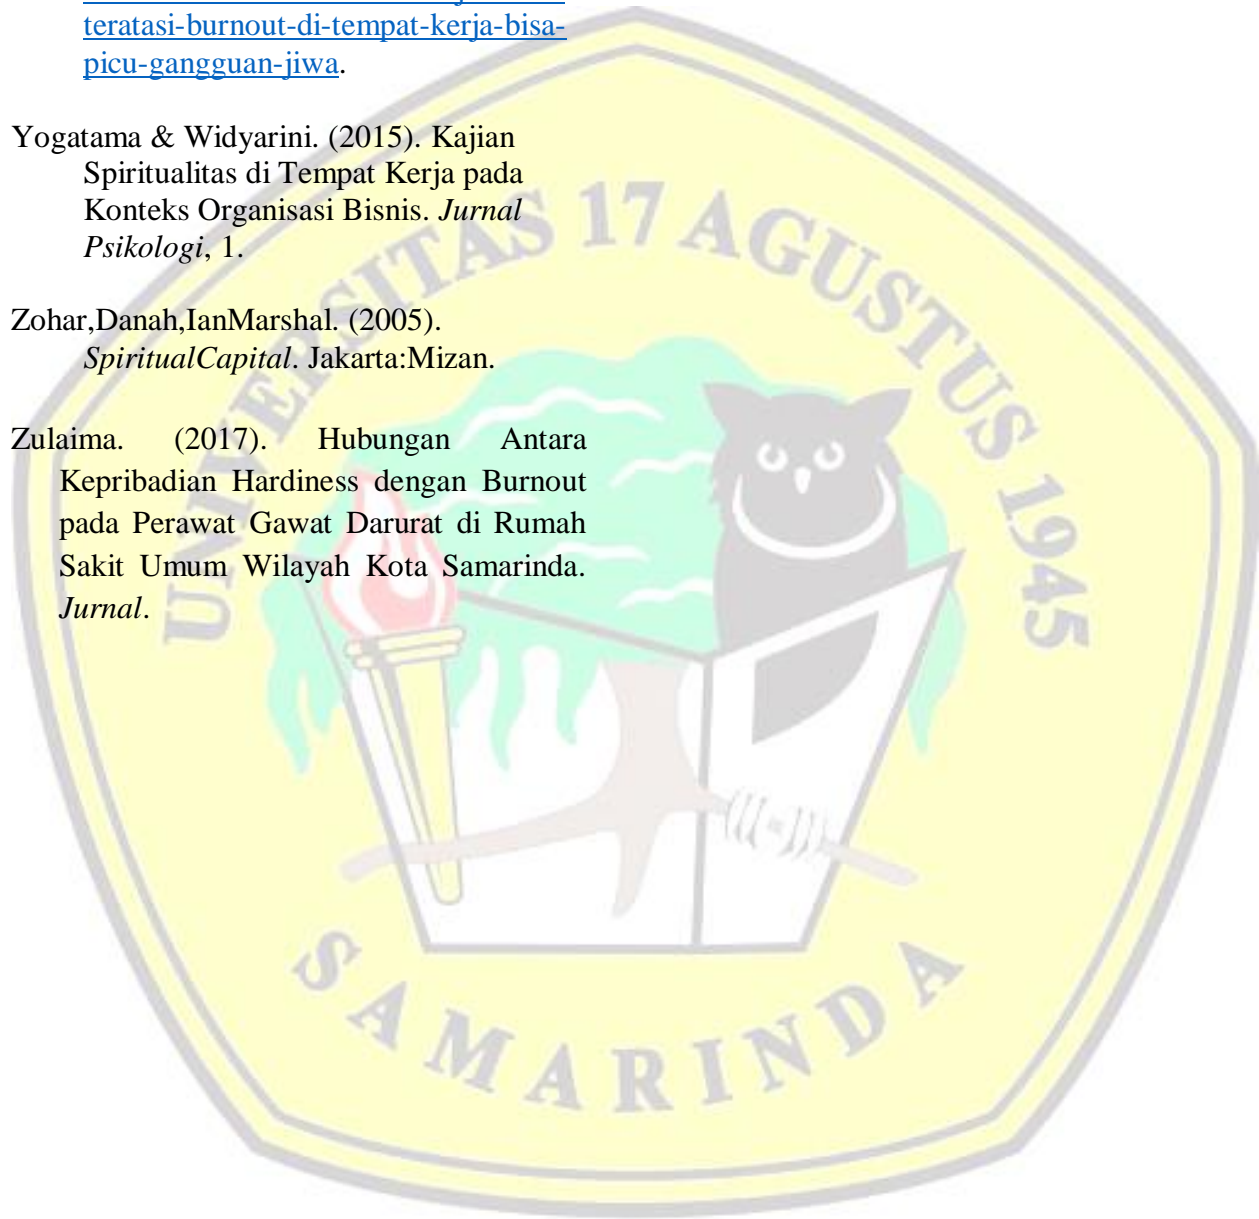 teratasi-burnout-di-tempat-kerja-bisa-
picu-gangguan-jiwa.
Yogatama & Widyarini. (2015). Kajian
Spiritualitas di Tempat Kerja pada
Konteks Organisasi Bisnis. Jurnal
Psikologi, 1.
Zohar,Danah,IanMarshal. (2005).
SpiritualCapital. Jakarta:Mizan.
Zulaima. (2017). Hubungan Antara
Kepribadian Hardiness dengan Burnout
pada Perawat Gawat Darurat di Rumah
Sakit Umum Wilayah Kota Samarinda.
Jurnal.
UNIVERSITAS 17 AGUSTUS 1945
SAMARINDA